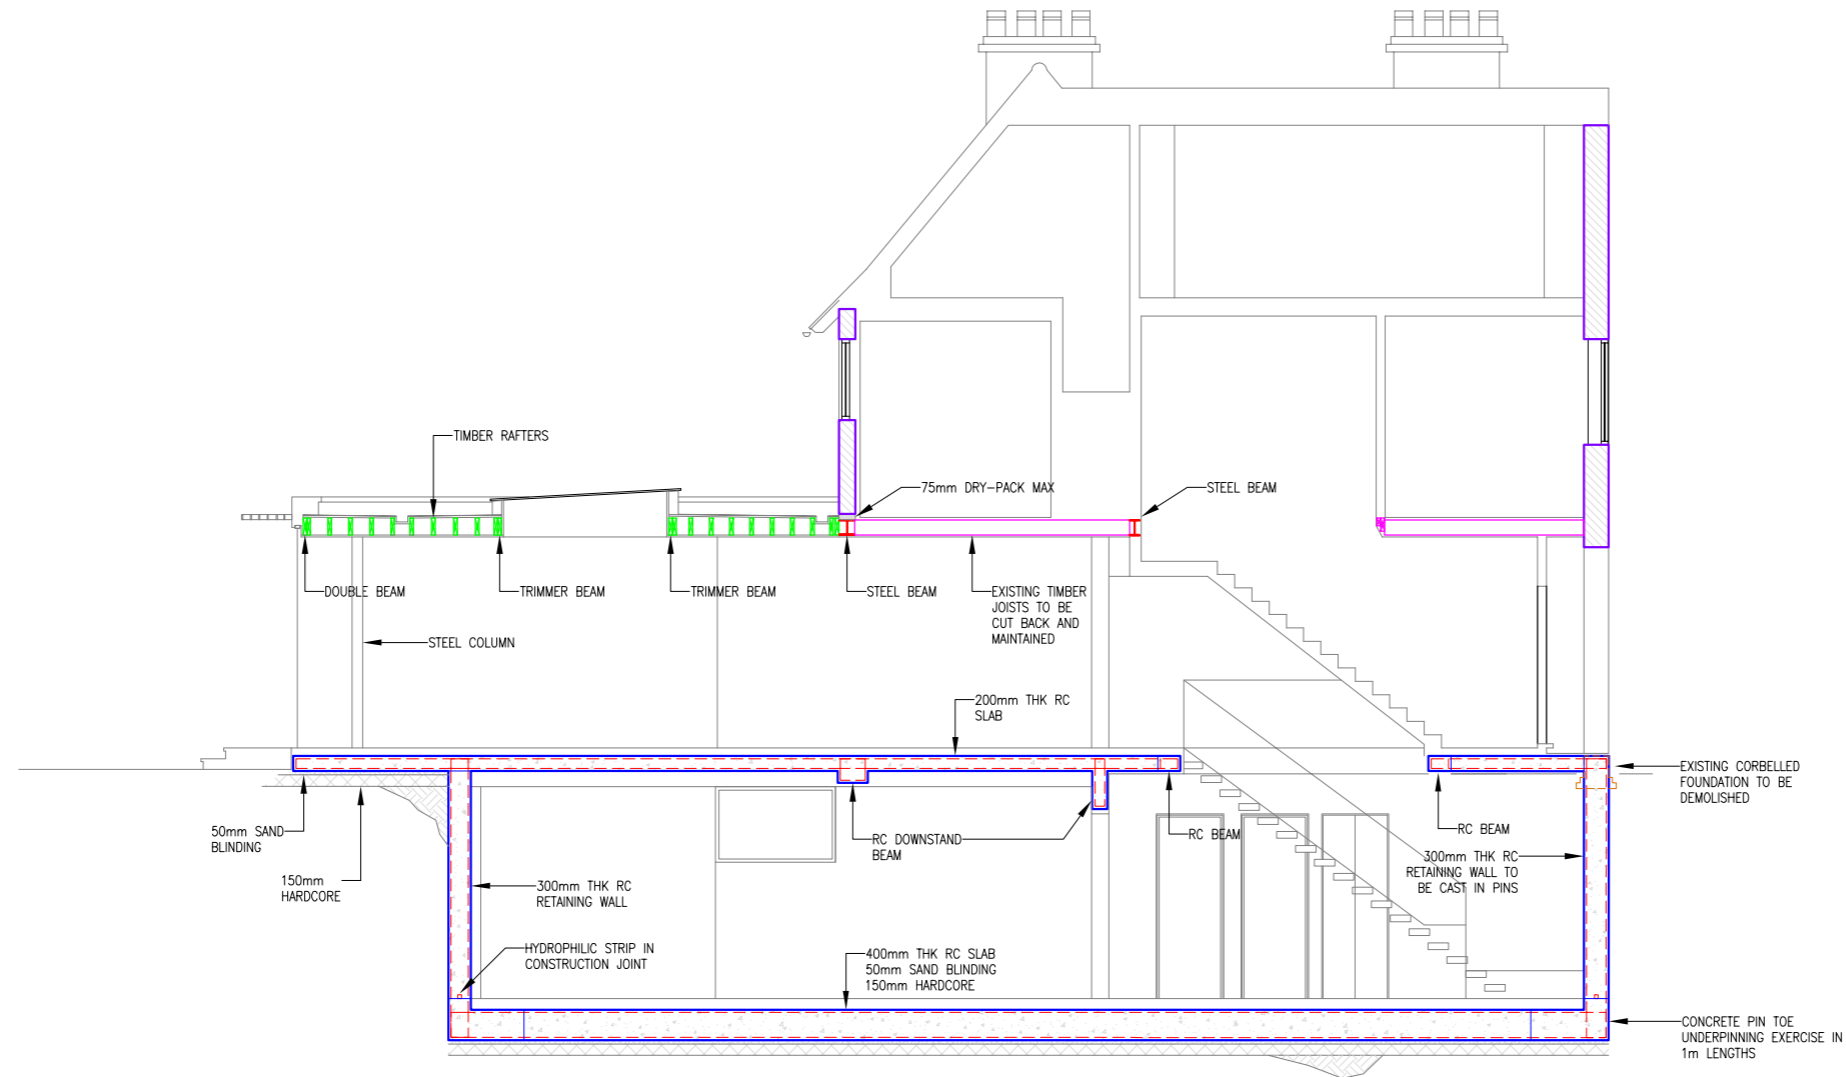 TIMBER RAFTERS
75mm DRY-PACK MAX
STEEL BEAM
DOUBLE BEAM
TRIMMER BEAM
TRIMMER BEAM
STEEL BEAM
EXISTING TIMBER
JOISTS TO BE
CUT BACK AND
MAINTAINED
STEEL COLUMN
200mm THK RC
SLAB
EXISTING CORBELLED
FOUNDATION TO BE
DEMOLISHED
50mm SAND
BLINDING
RC DOWNSTAND
BEAM
RC BEAM
RC BEAM
150mm
HARDCORE
300mm THK RC
RETAINING WALL
300mm THK RC
RETAINING WALL TO
BE CAST IN PINS
HYDROPHILIC STRIP IN
CONSTRUCTION JOINT
400mm THK RC SLAB
50mm SAND BLINDING
150mm HARDCORE
CONCRETE PIN TOE
UNDERPINNING EXERCISE IN
1m LENGTHS